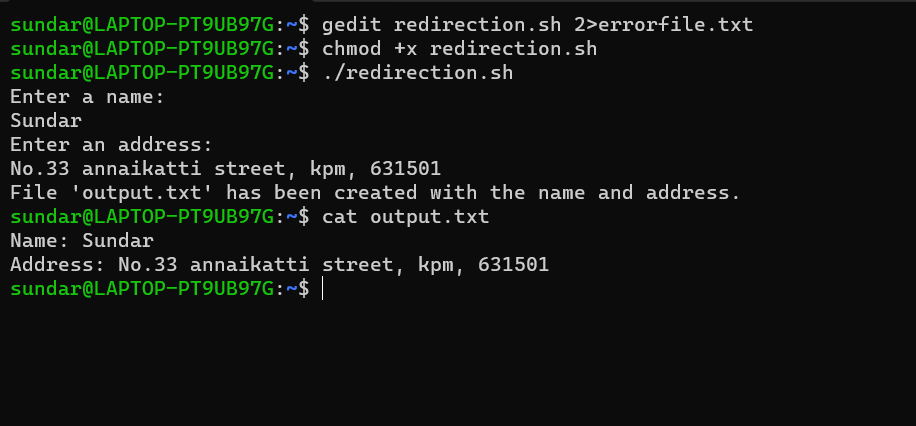 sundar@LAPTOP-PT9UB97G:~$ gedit redirection.sh 2>errorfile.txt
sundar@LAPTOP-PT9UB97G:~$ chmod +x redirection.sh
sundar@LAPTOP-PT9UB97G:~$ ./redirection.sh
Enter a name:
Sundar
Enter an address:
No.33 annaikatti street, kpm, 631501
File 'output.txt' has been created with the name and address.
sundar@LAPTOP-PT9UB97G:~$ cat output.txt
Name: Sundar
Address: No.33 annaikatti street, kpm, 631501
sundar@LAPTOP-PT9UB97G:~$